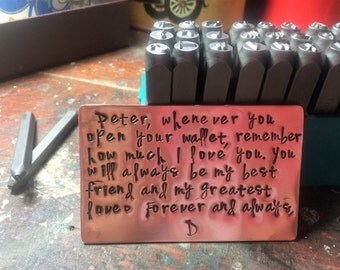 Peter, whenever you
open your wallet, remember
how much I love you. You
will always be my best
friend and my greatest
love. Forever and always,
D